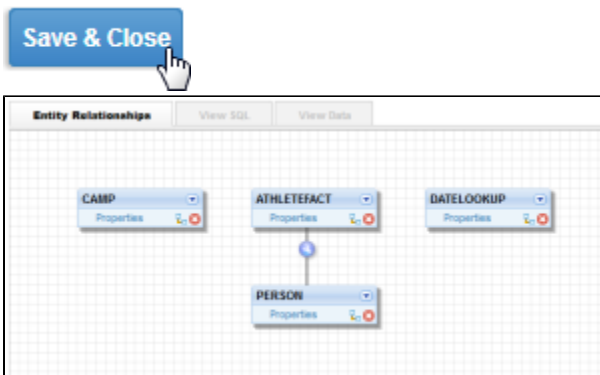 Save & Close
Entity Relationships View SQL View Data
CAMP ATHLETEFACT DATELOOKUP
Properties Properties Properties
PERSON
Properties